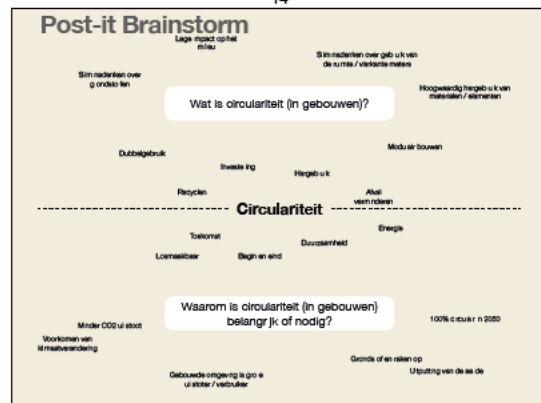 14
Post-it Brainstorm
Lage impact op het
milieu
Slim nadenken over gebruik van
de ruimte / vierkante meters
Slim nadenken over
grondstoffen
Hoogwaardig hergebruik van
materialen / elementen
Wat is circulariteit (in gebouwen)?
Modulair bouwen
Dubbelgebruik
Investering
Hergebruik
Recyclen
Afval
verminderen
Circulariteit
Energie
Toekomst
Duurzaamheid
Losmaakbaar
Begin en eind
Waarom is circulariteit (in gebouwen)
belangrijk of nodig?
100% circulair in 2050
Minder CO2 uitstoot
Voorkomen van
klimaatverandering
Grondstoffen raken op
Uitputting van de aarde
Gebouwde omgeving is grote
uitstoter / verbruiker